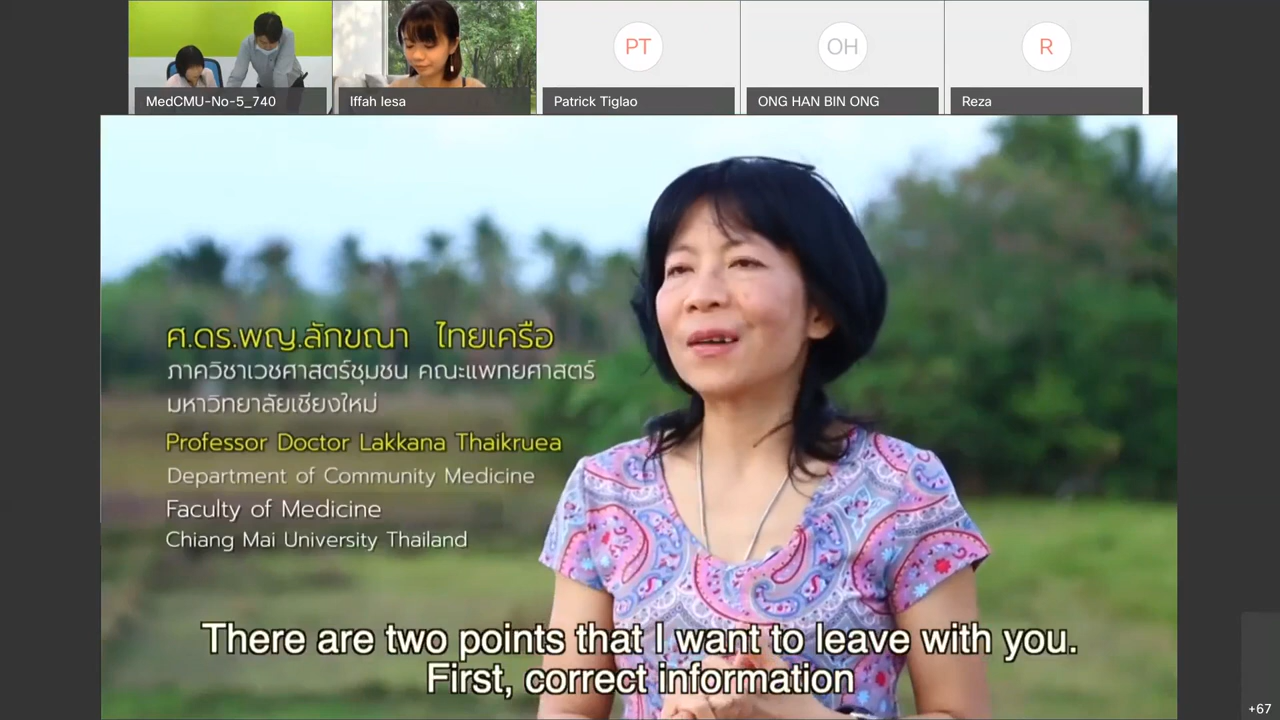 MedCMU-No-5_740
Iffah Iesa
Patrick Tiglao
ONG HAN BIN ONG
Reza
PT
OH
R
ศ.ดร.พญ.ลักขณา ไทยเครือ
ภาควิชาเวชศาสตร์ชุมชน คณะแพทยศาสตร์
มหาวิทยาลัยเชียงใหม่
Professor Doctor Lakkana Thaikruea
Department of Community Medicine
Faculty of Medicine
Chiang Mai University Thailand
There are two points that I want to leave with you.
First, correct information
+67